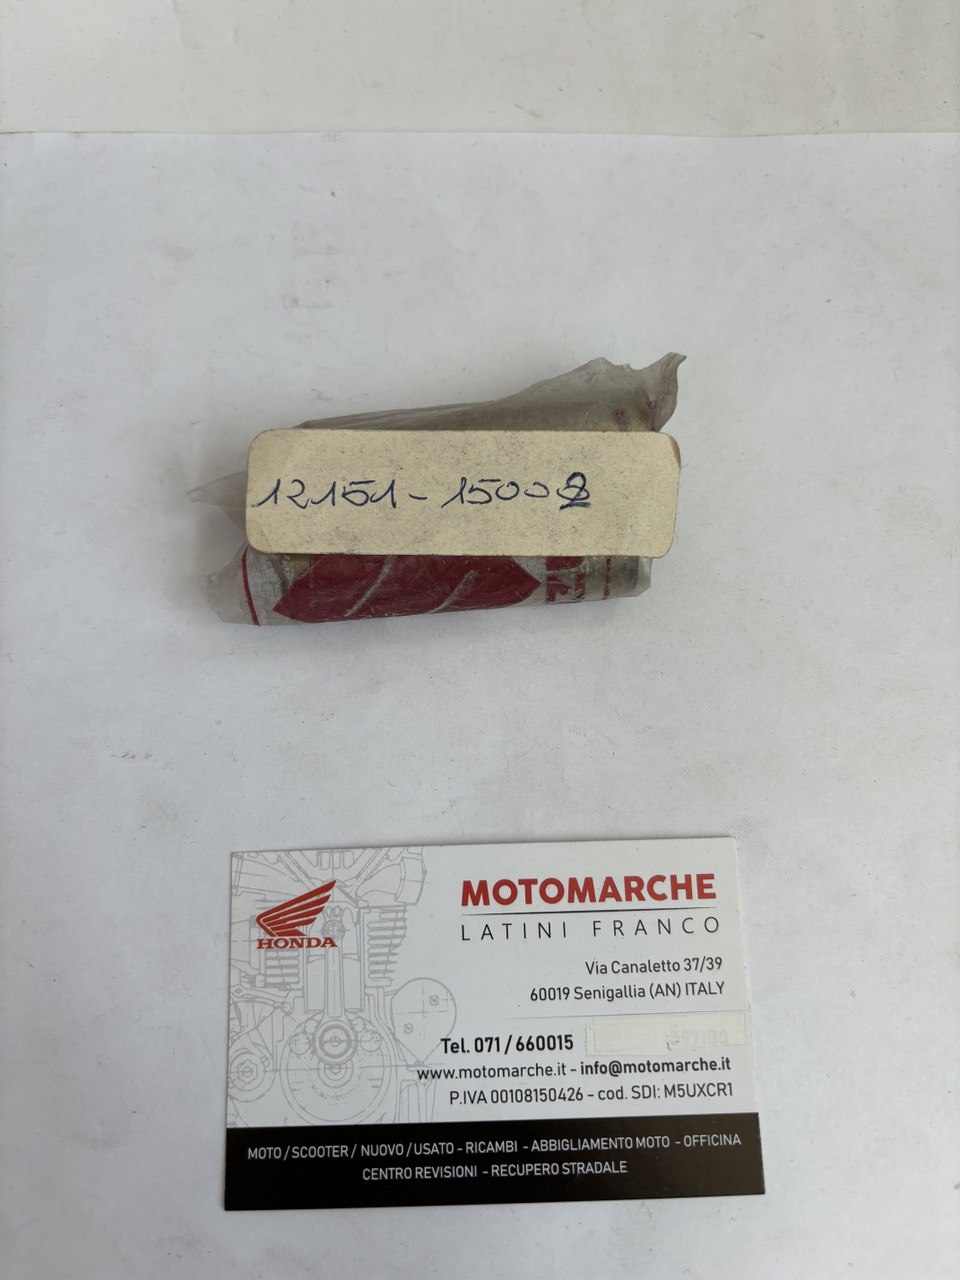 12151-15008
HONDA
MOTOMARCHE
LATINI FRANCO
Via Canaletto 37/39
60019 Senigallia (AN) ITALY
Tel. 071/660015
www.motomarche.it - info@motomarche.it
P.IVA 00108150426 - cod. SDI: M5UXCR1
MOTO/SCOOTER/ NUOVO/USATO - RICAMBI - ABBIGLIAMENTO MOTO - OFFICINA
CENTRO REVISIONI - RECUPERO STRADALE